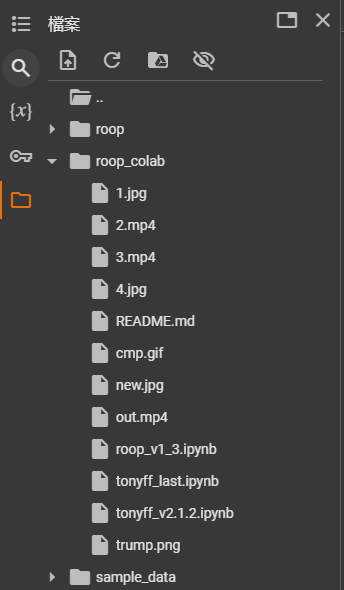 檔案
{x}
..
roop
roop_colab
1.jpg
2.mp4
3.mp4
4.jpg
README.md
cmp.gif
new.jpg
out.mp4
roop_v1_3.ipynb
tonyff_last.ipynb
tonyff_v2.1.2.ipynb
trump.png
sample_data